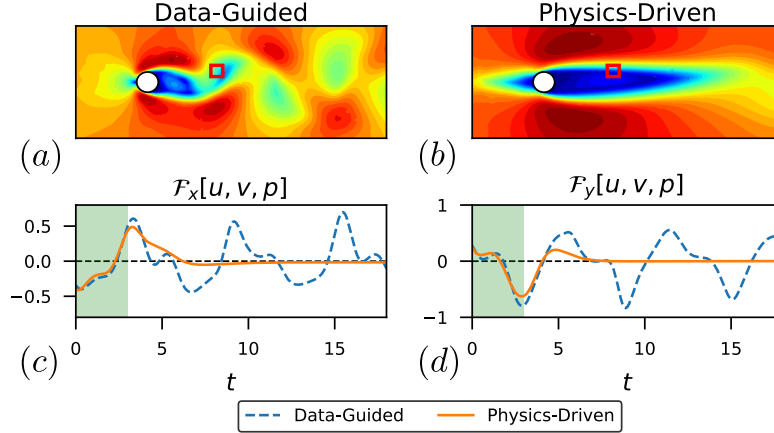 Data-Guided
Physics-Driven
(a)
(b)
𝓕ₓ[u, v, p]
𝓕ᵧ[u, v, p]
0.5
0.0
−0.5
1
0
−1
0
5
10
15
0
5
10
15
(c)
t
(d)
t
Data-Guided
Physics-Driven